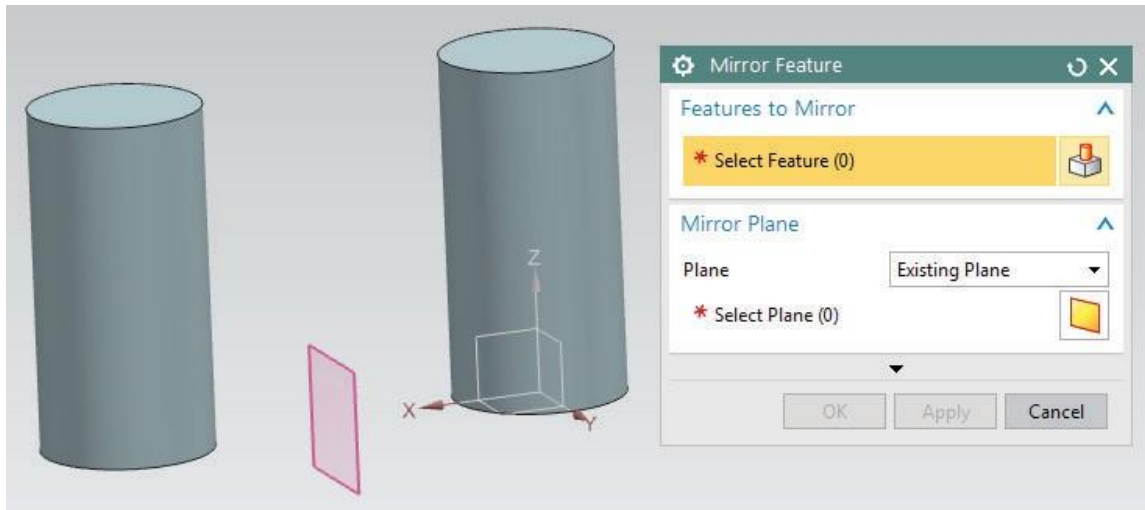 Mirror Feature
Features to Mirror
* Select Feature (0)
Mirror Plane
Plane Existing Plane
* Select Plane (0)
OK Apply Cancel
Z
X
Y